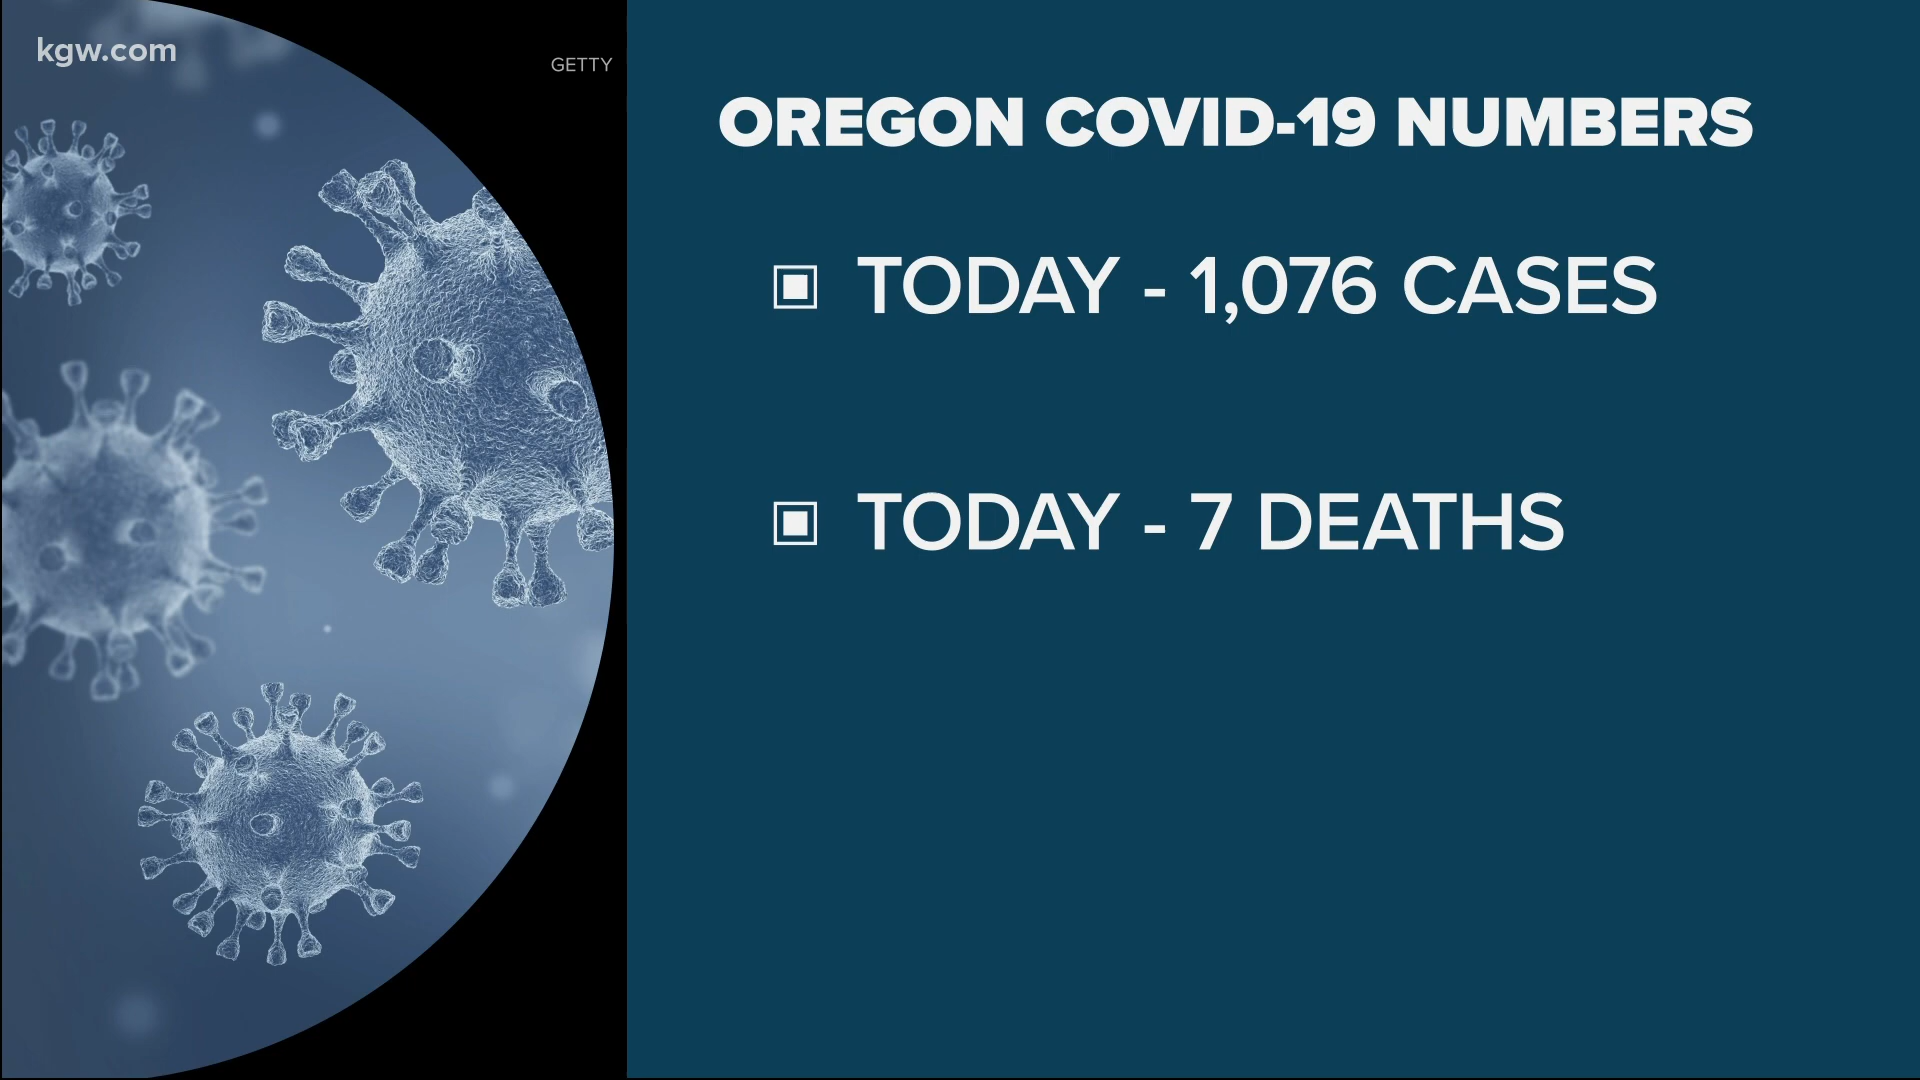 kgw.com
GETTY
OREGON COVID-19 NUMBERS
TODAY - 1,076 CASES
TODAY - 7 DEATHS